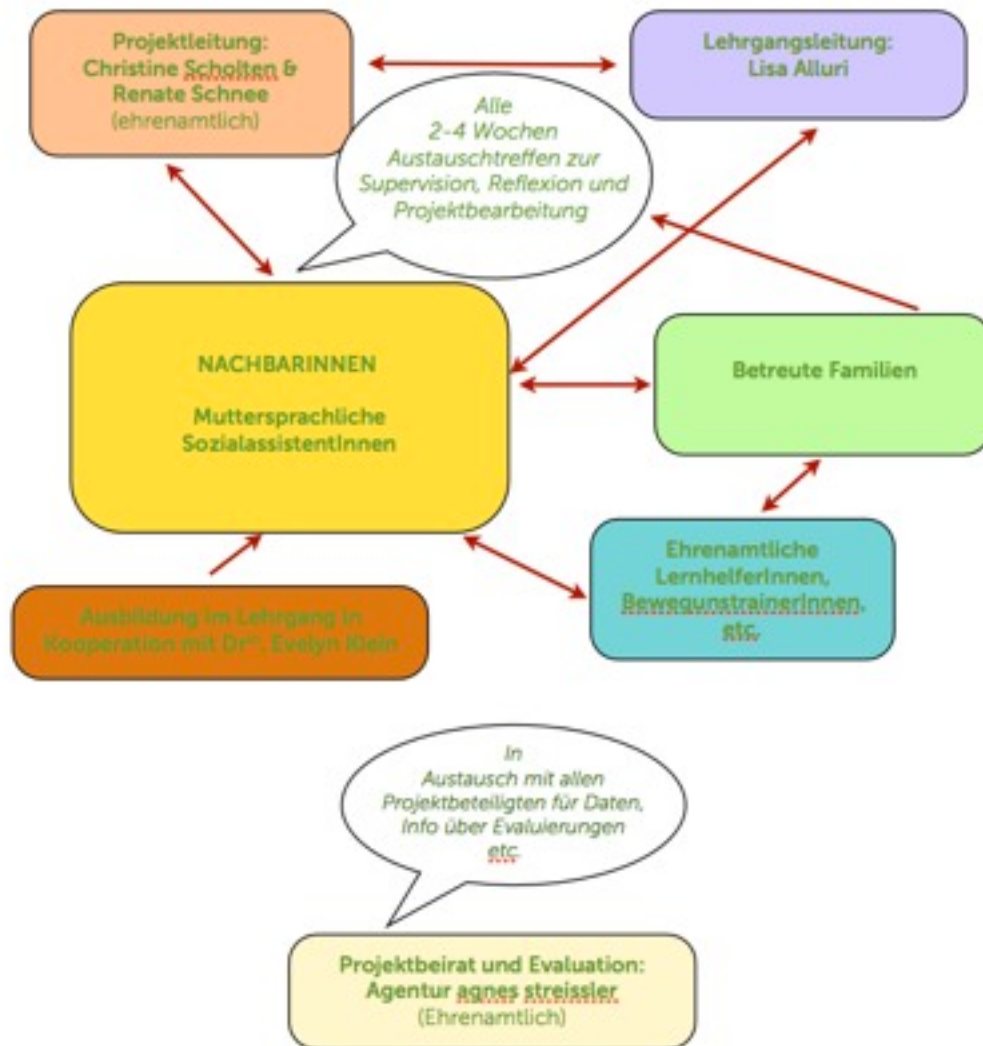 Projektleitung:
Christine Scholten &
Renate Schnee
(ehrenamtlich)
Lehrgangsleitung:
Lisa Alluri
Alle
2-4 Wochen
Austauschtreffen zur
Supervision, Reflexion und
Projektbearbeitung
NACHBARINNEN
Muttersprachliche
SozialassistentInnen
Betreute Familien
Ehrenamtliche
LernhelferInnen,
BewegunstrainerInnen,
etc.
Ausbildung im Lehrgang in
Kooperation mit Drin. Evelyn Klein
In
Austausch mit allen
Projektbeteiligten für Daten,
Info über Evaluierungen
etc.
Projektbeirat und Evaluation:
Agentur agnes streissler
(Ehrenamtlich)